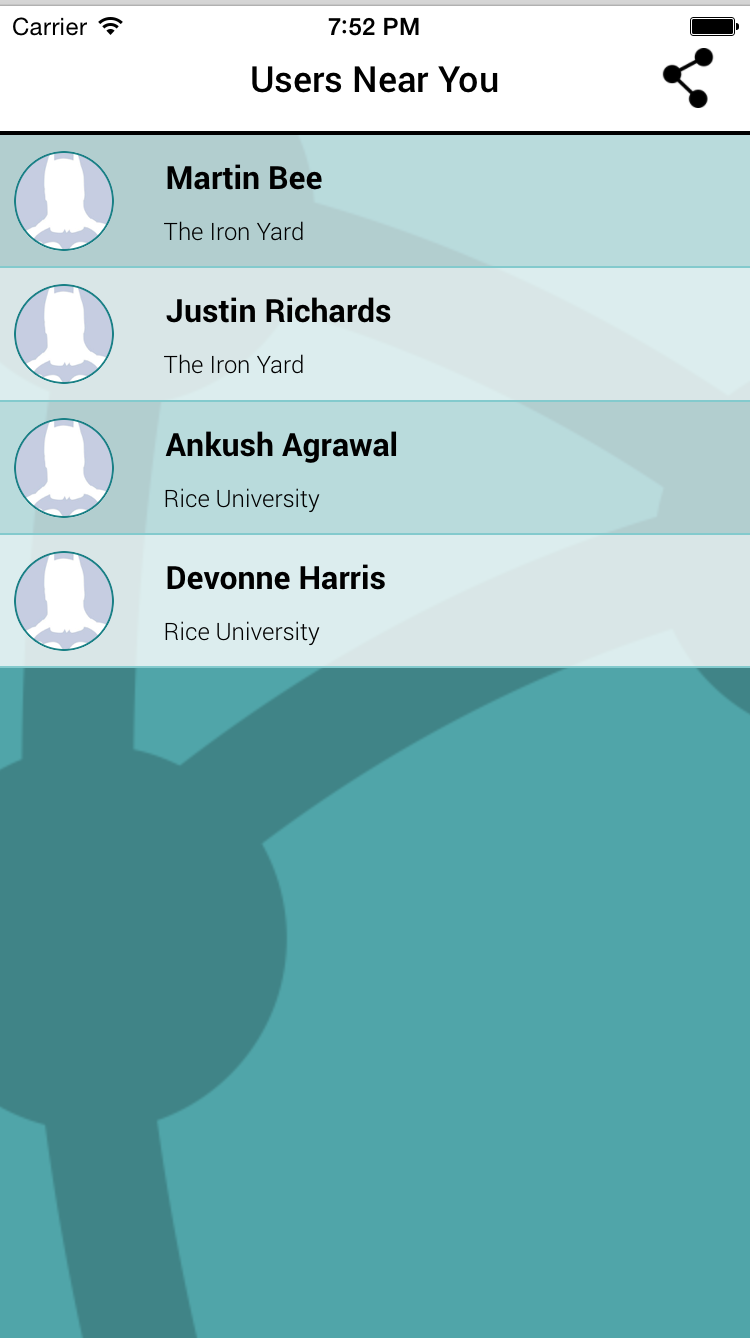 Carrier 7:52 PM
Users Near You
Martin Bee
The Iron Yard
Justin Richards
The Iron Yard
Ankush Agrawal
Rice University
Devonne Harris
Rice University